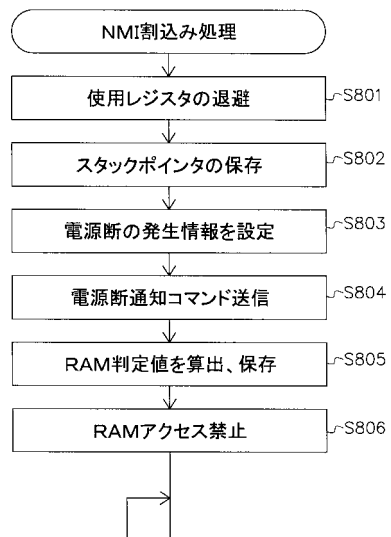 NMI割込み処理
使用レジスタの退避
S801
スタックポインタの保存
S802
電源断の発生情報を設定
S803
電源断通知コマンド送信
S804
RAM判定値を算出、保存
S805
RAMアクセス禁止
S806